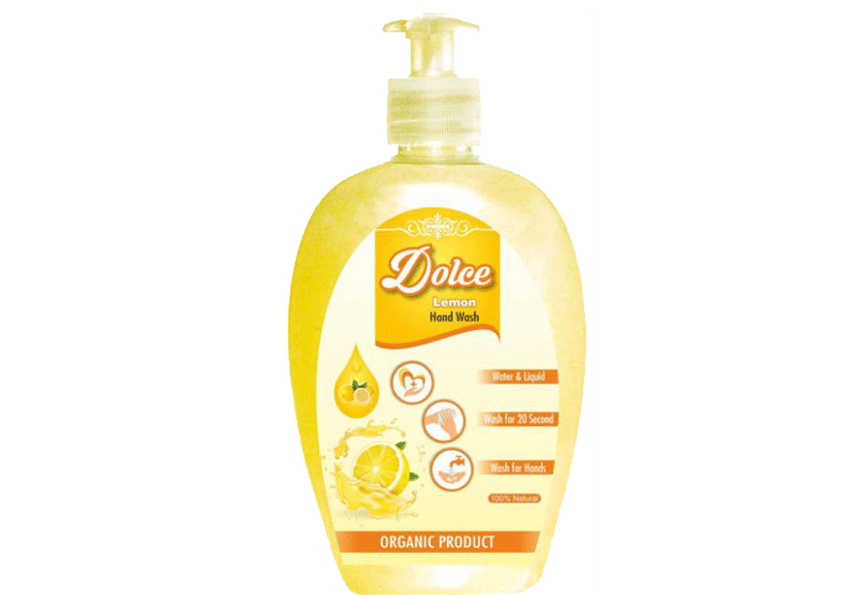 Dolce
Lemon
Hand Wash
Water & Liquid
Wash for 20 Second
Wash for Hands
100% Natural
ORGANIC PRODUCT